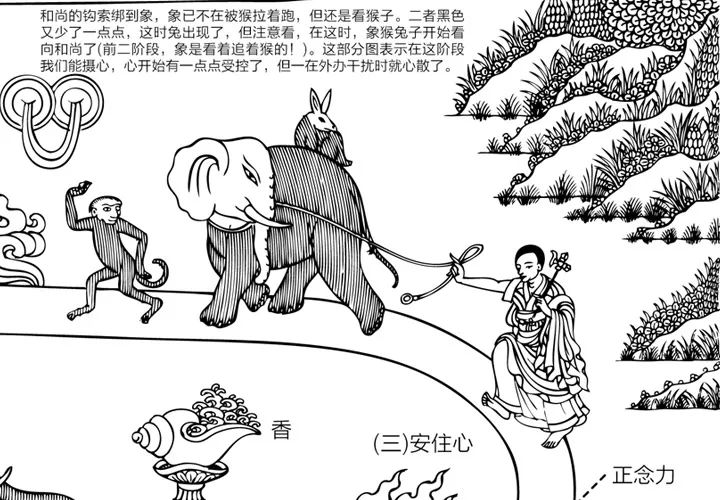 和尚的钩索绑到象，象已不在被猴拉着跑，但还是看猴子。二者黑色
又少了一点点，这时兔出现了，但注意看，在这时，象猴兔子开始看
向和尚了(前二阶段，象是看着追着猴的！)。这部分图表示在这阶段
我们能摄心，心开始有一点点受控了，但一在外办干扰时就心散了。
香
(三)安住心
正念力